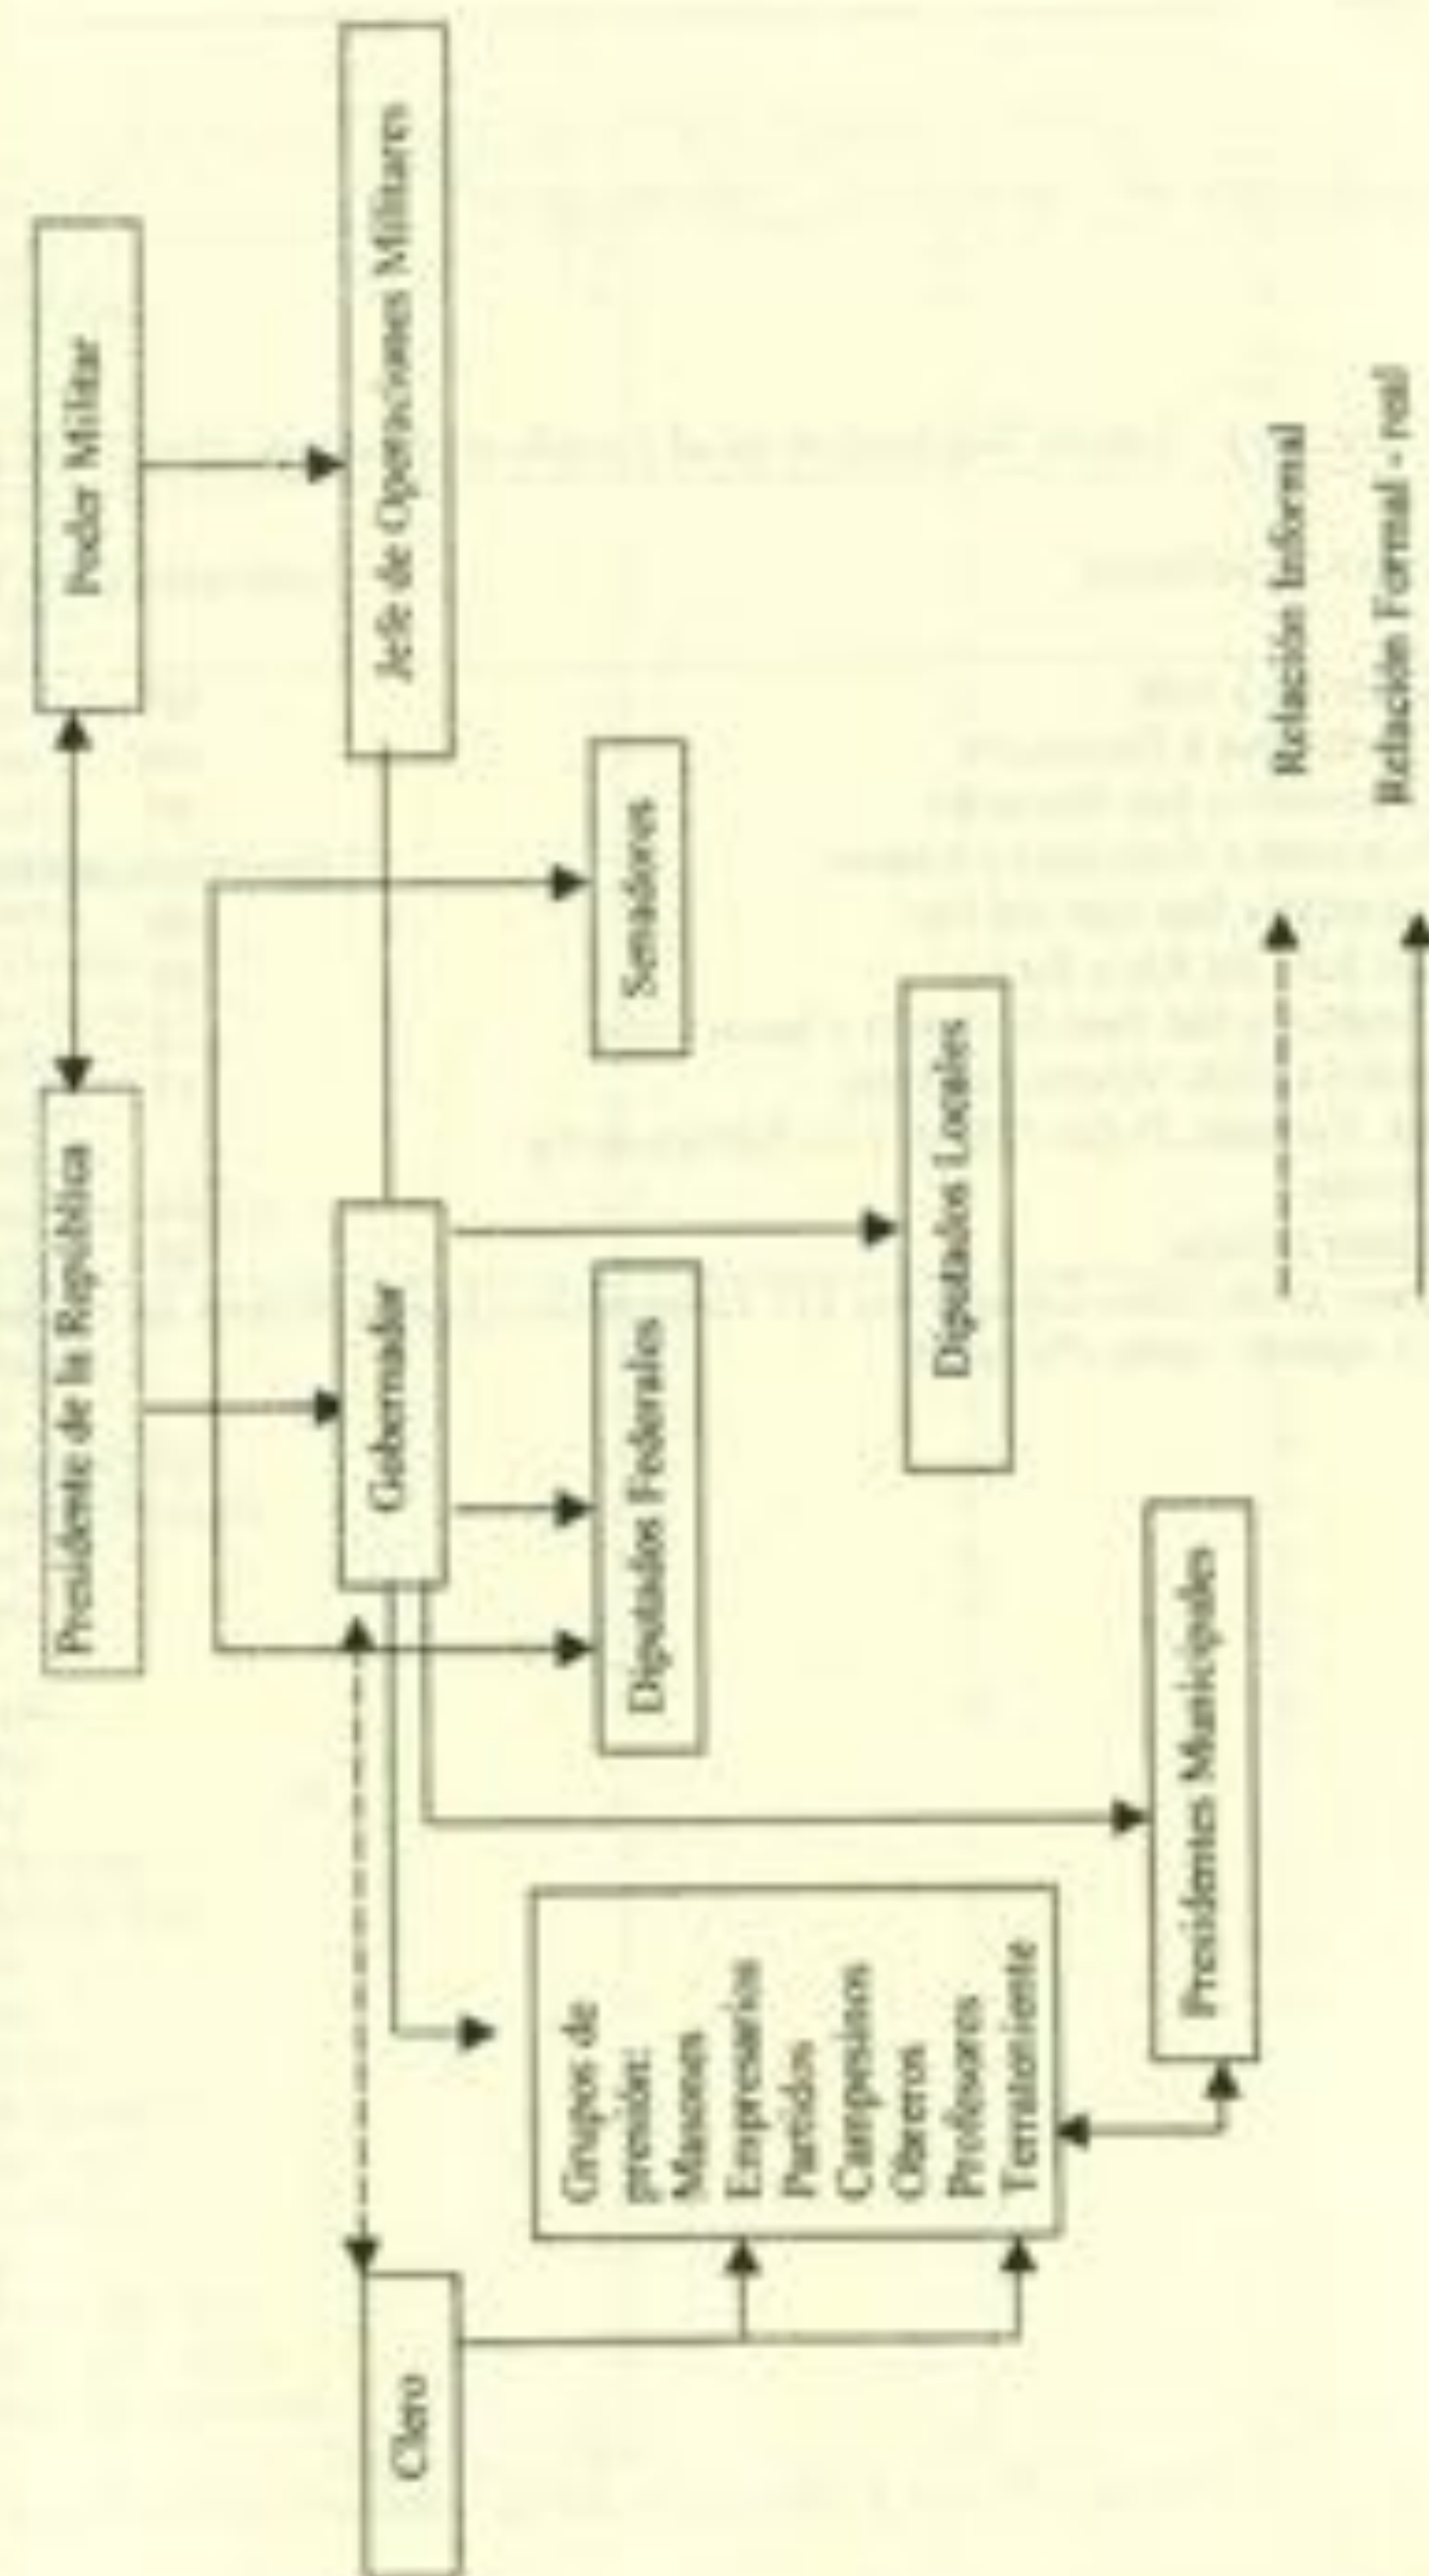 Presidente de la República
Poder Militar
Clero
Gobernador
Jefe de Operaciones Militares
Grupos de
presión:
Masones
Empresarios
Partidos
Campesinos
Obreros
Profesores
Terrateniente
Diputados Federales
Senadores
Diputados Locales
Presidentes Municipales
Relación Informal
Relación Formal - real